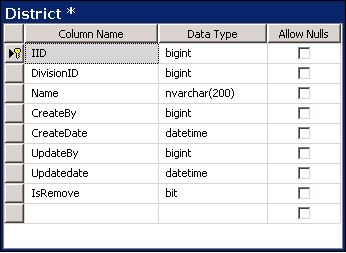 District *
Column Name Data Type Allow Nulls
IID bigint
DivisionID bigint
Name nvarchar(200)
CreateBy bigint
CreateDate datetime
UpdateBy bigint
Updatedate datetime
IsRemove bit